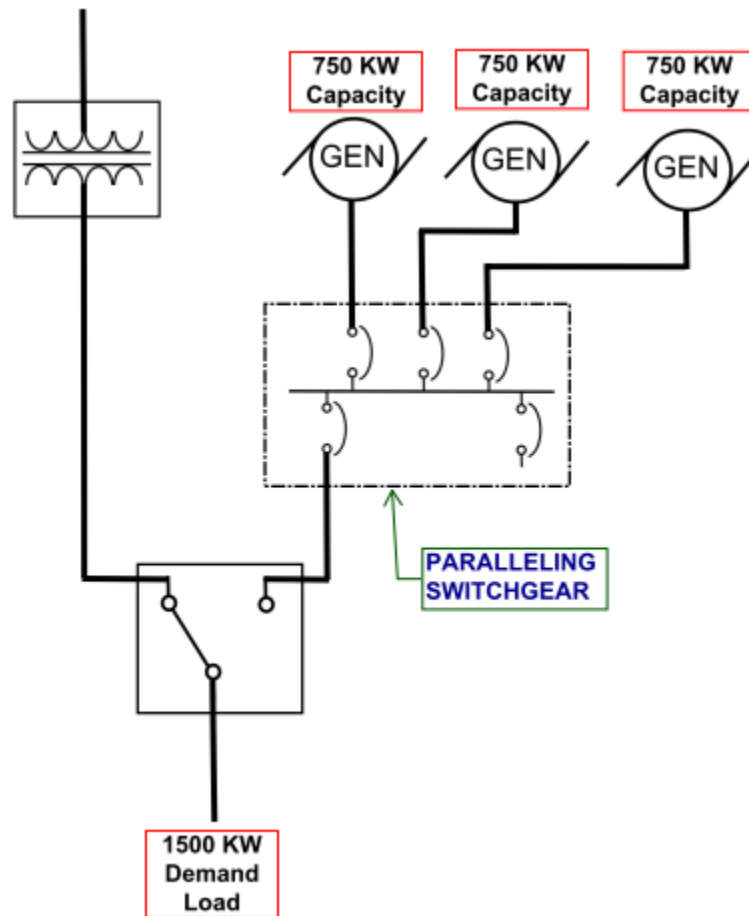 750 KW
Capacity
750 KW
Capacity
750 KW
Capacity
GEN
GEN
GEN
PARALLELING
SWITCHGEAR
1500 KW
Demand
Load